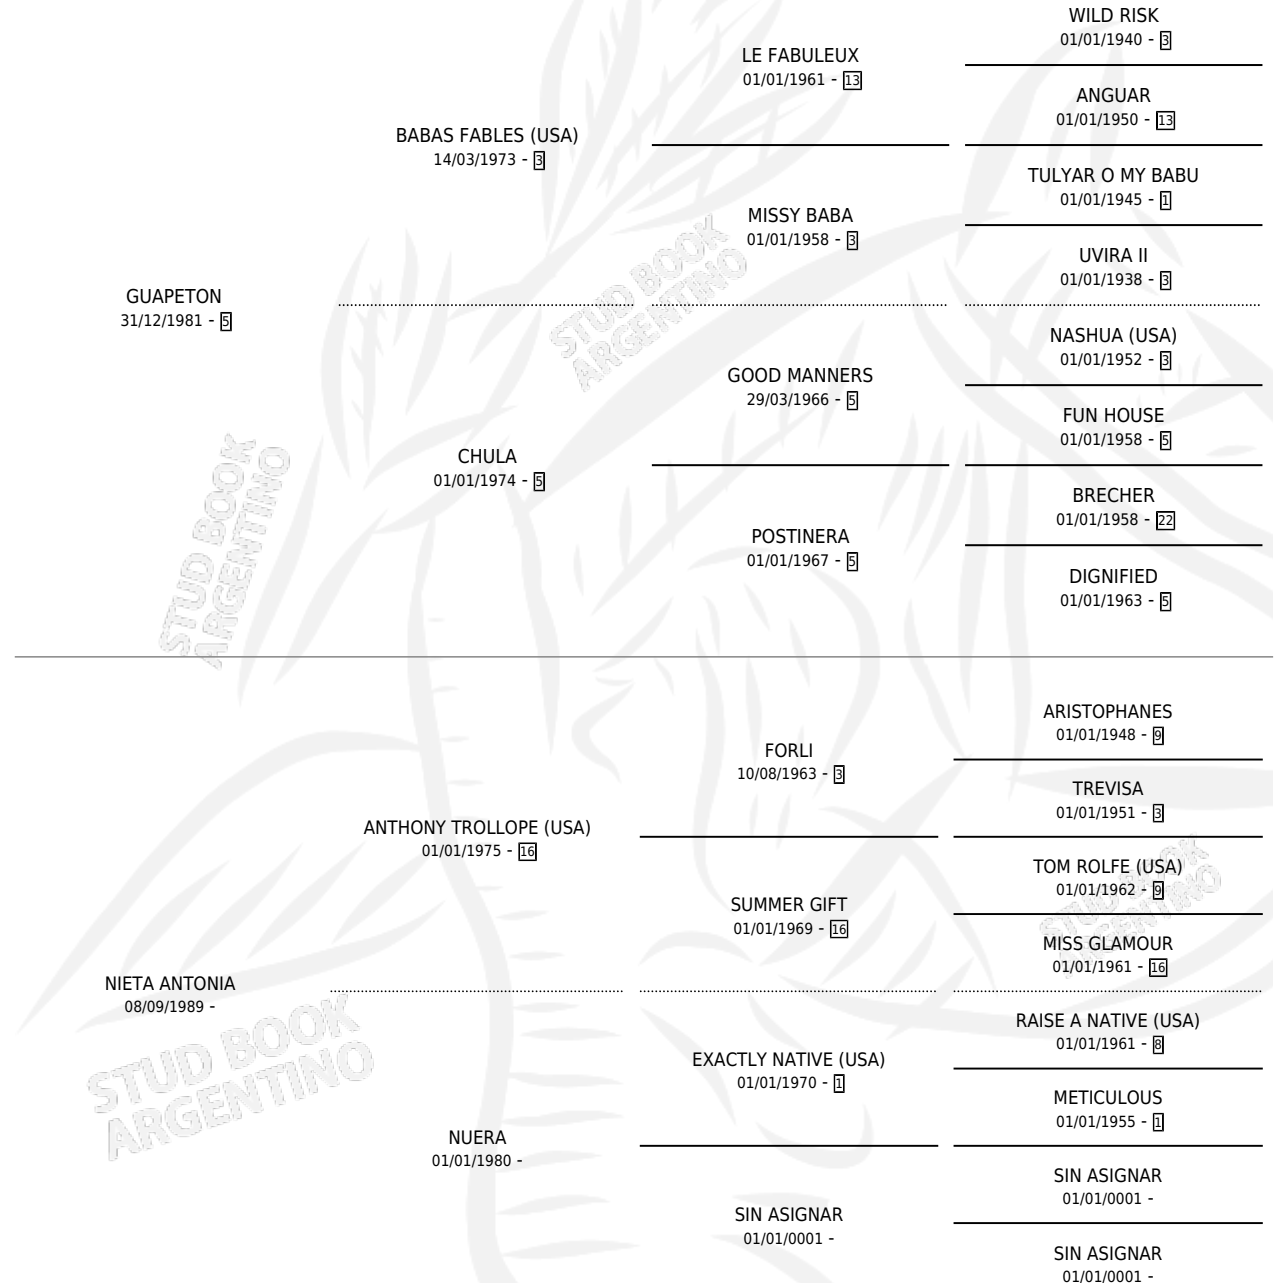 WILD RISK
01/01/1940 - 3
LE FABULEUX
01/01/1961 - 13
ANGUAR
01/01/1950 - 13
BABAS FABLES (USA)
14/03/1973 - 3
TULYAR O MY BABU
01/01/1945 - 1
MISSY BABA
01/01/1958 - 3
UVIRA II
01/01/1938 - 3
GUAPETON
31/12/1981 - 5
NASHUA (USA)
01/01/1952 - 3
GOOD MANNERS
29/03/1966 - 5
FUN HOUSE
01/01/1958 - 5
CHULA
01/01/1974 - 5
BRECHER
01/01/1958 - 22
POSTINERA
01/01/1967 - 5
DIGNIFIED
01/01/1963 - 5
STUD BOOK
ARGENTINO
STUD BOOK
ARGENTINO
ARISTOPHANES
01/01/1948 - 9
FORLI
10/08/1963 - 3
TREVISA
01/01/1951 - 3
ANTHONY TROLLOPE (USA)
01/01/1975 - 16
TOM ROLFE (USA)
01/01/1962 - 9
SUMMER GIFT
01/01/1969 - 16
MISS GLAMOUR
01/01/1961 - 16
NIETA ANTONIA
08/09/1989 -
RAISE A NATIVE (USA)
01/01/1961 - 8
EXACTLY NATIVE (USA)
01/01/1970 - 1
METICULOUS
01/01/1955 - 1
NUERA
01/01/1980 -
SIN ASIGNAR
01/01/0001 -
SIN ASIGNAR
01/01/0001 -
SIN ASIGNAR
01/01/0001 -
STUD BOOK
ARGENTINO
STUD BOOK
ARGENTINO